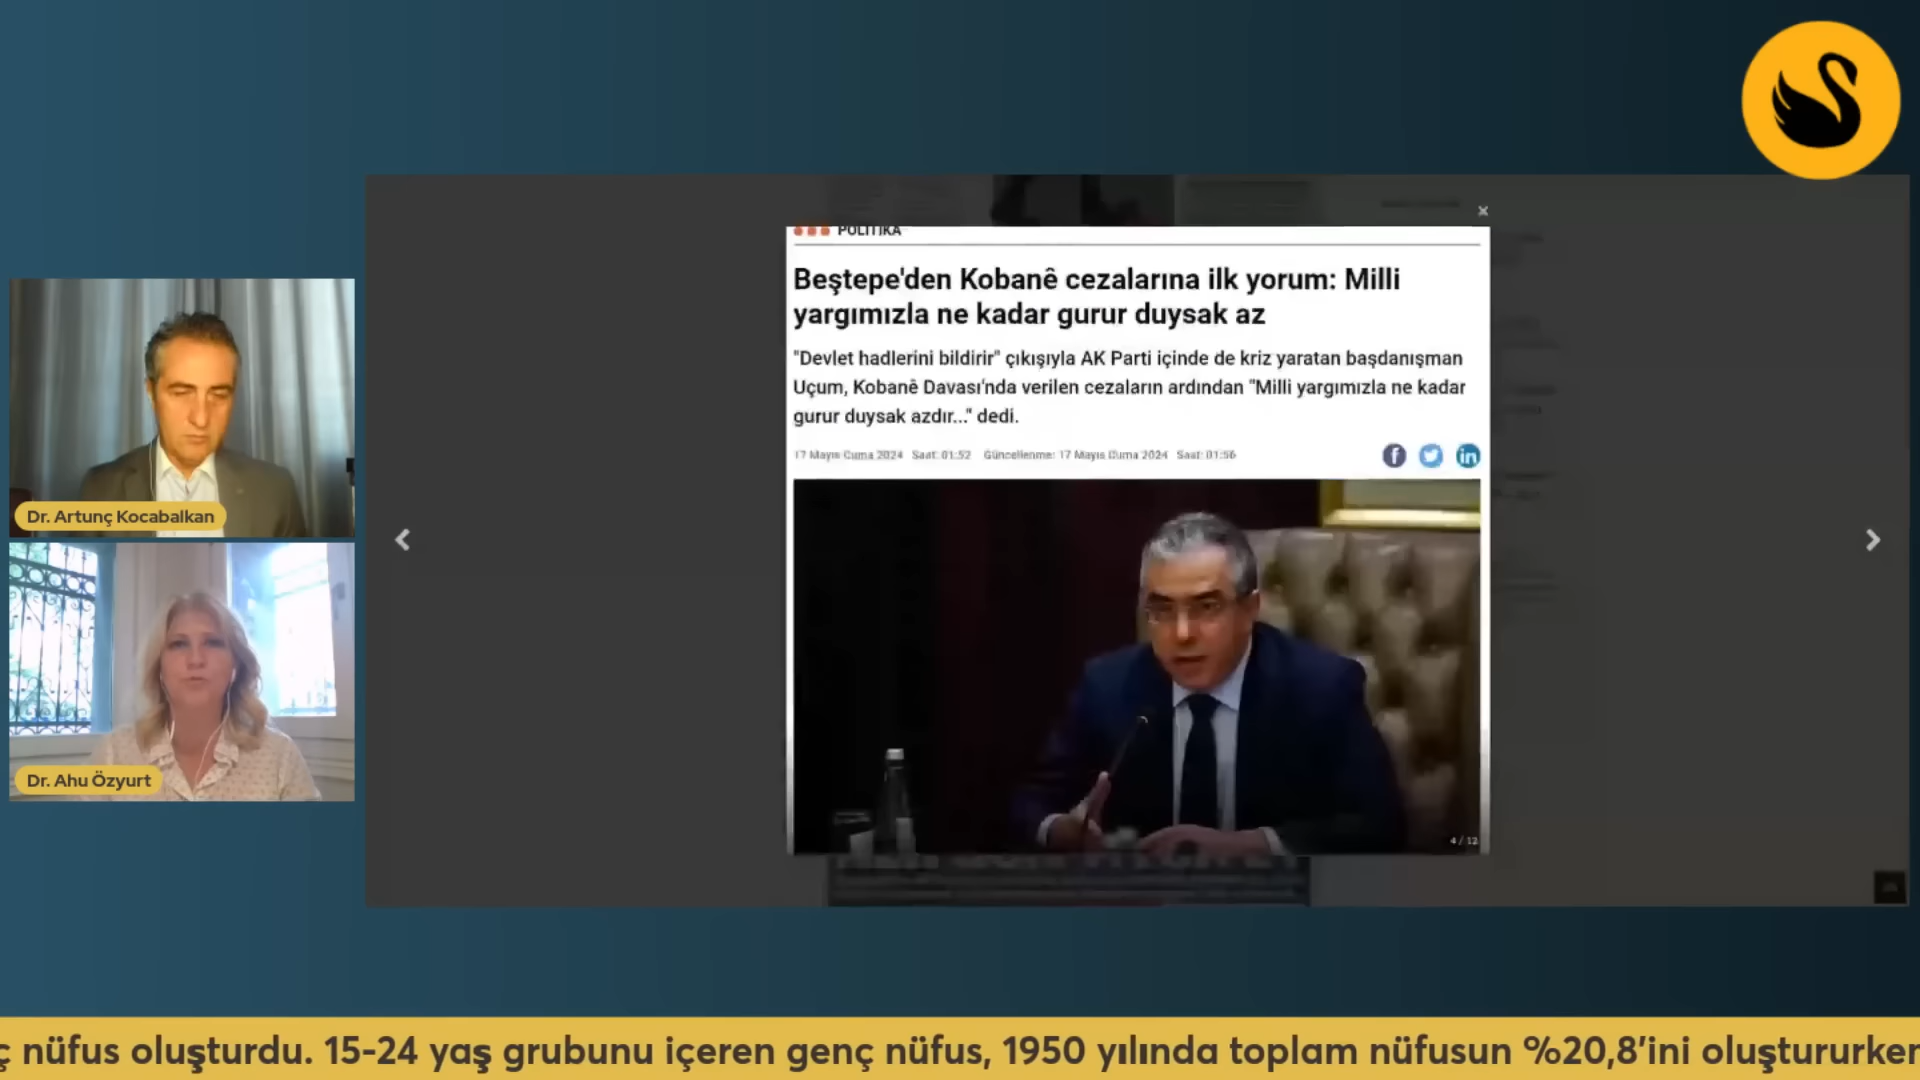 POLİTİKA
Beştepe'den Kobanê cezalarına ilk yorum: Milli
yargımızla ne kadar gurur duysak az
"Devlet hadlerini bildirir" çıkışıyla AK Parti içinde de kriz yaratan başdanışman
Uçum, Kobanê Davası'nda verilen cezaların ardından "Milli yargımızla ne kadar
gurur duysak azdır..." dedi.
17 Mayıs Cuma 2024 Saat: 01:52 Güncellenme: 17 Mayıs Cuma 2024 Saat: 01:56
f in
4 / 12
Dr. Artunç Kocabalkan
Dr. Ahu Özyurt
ç nüfus oluşturdu. 15-24 yaş grubunu içeren genç nüfus, 1950 yılında toplam nüfusun %20,8'ini oluştururken